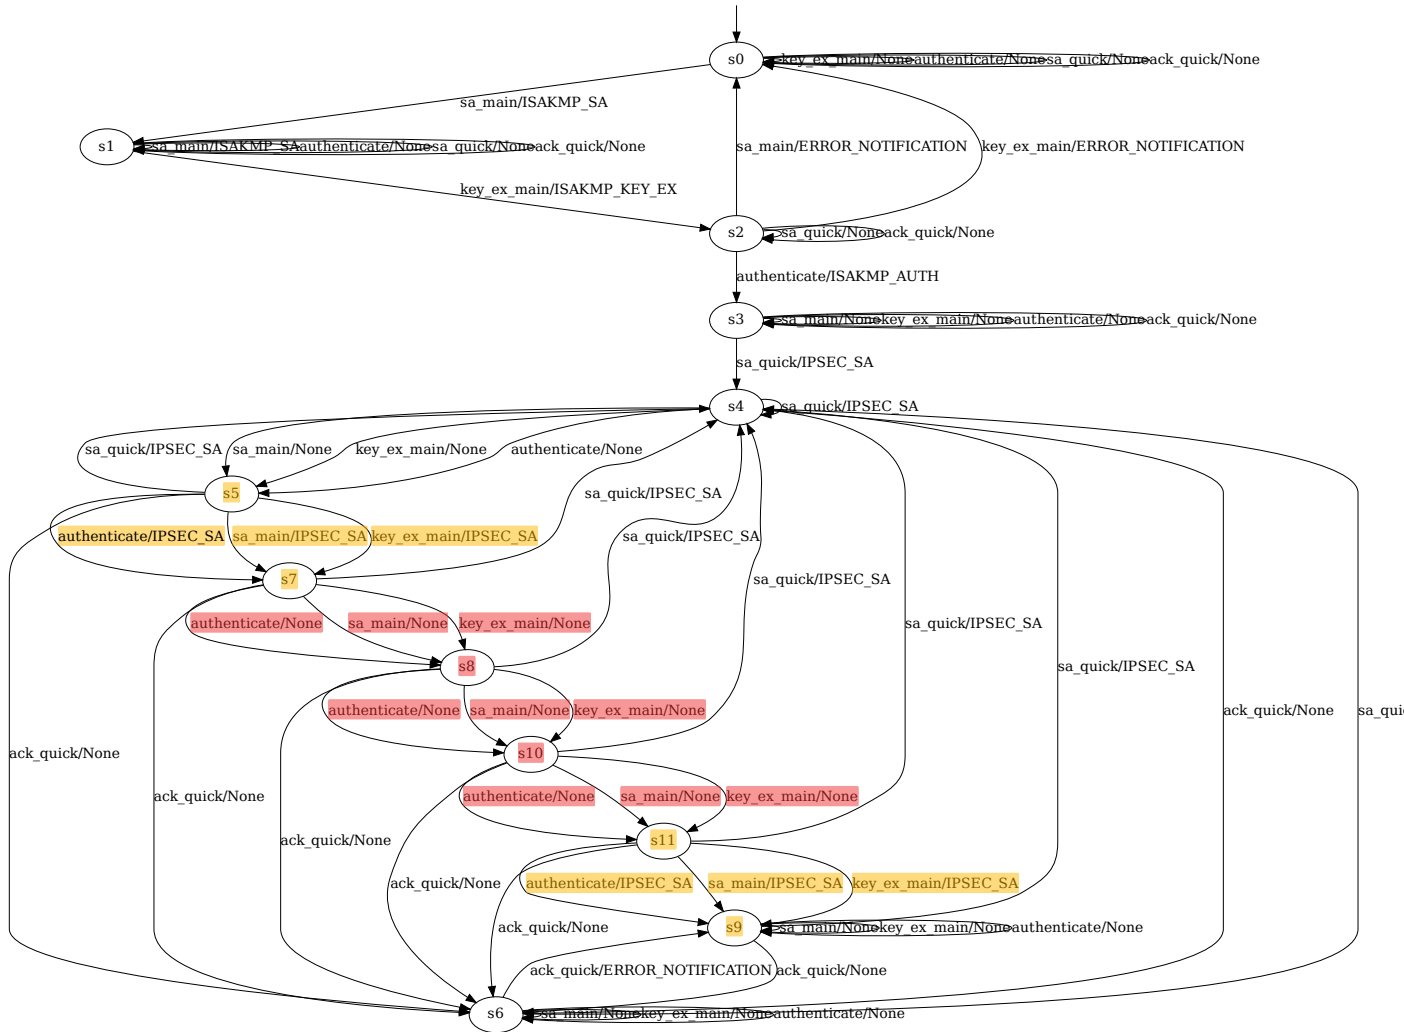 s0
key_ex_main/None
authenticate/None
sa_quick/None
ack_quick/None
sa_main/ISAKMP_SA
s1
sa_main/ISAKMP_SA
authenticate/None
sa_quick/None
ack_quick/None
sa_main/ERROR_NOTIFICATION
key_ex_main/ERROR_NOTIFICATION
key_ex_main/ISAKMP_KEY_EX
s2
sa_quick/None
ack_quick/None
authenticate/ISAKMP_AUTH
s3
sa_main/None
key_ex_main/None
authenticate/None
ack_quick/None
sa_quick/IPSEC_SA
s4
sa_quick/IPSEC_SA
sa_quick/IPSEC_SA
sa_main/None
key_ex_main/None
authenticate/None
s5
sa_quick/IPSEC_SA
authenticate/IPSEC_SA
sa_main/IPSEC_SA
key_ex_main/IPSEC_SA
sa_quick/IPSEC_SA
s7
sa_quick/IPSEC_SA
authenticate/None
sa_main/None
key_ex_main/None
sa_quick/IPSEC_SA
s8
sa_quick/IPSEC_SA
authenticate/None
sa_main/None
key_ex_main/None
ack_quick/None
s10
ack_quick/None
ack_quick/None
authenticate/None
sa_main/None
key_ex_main/None
s11
ack_quick/None
ack_quick/None
authenticate/IPSEC_SA
sa_main/IPSEC_SA
key_ex_main/IPSEC_SA
s9
sa_main/None
key_ex_main/None
authenticate/None
ack_quick/None
ack_quick/ERROR_NOTIFICATION
ack_quick/None
s6
sa_main/None
key_ex_main/None
authenticate/None